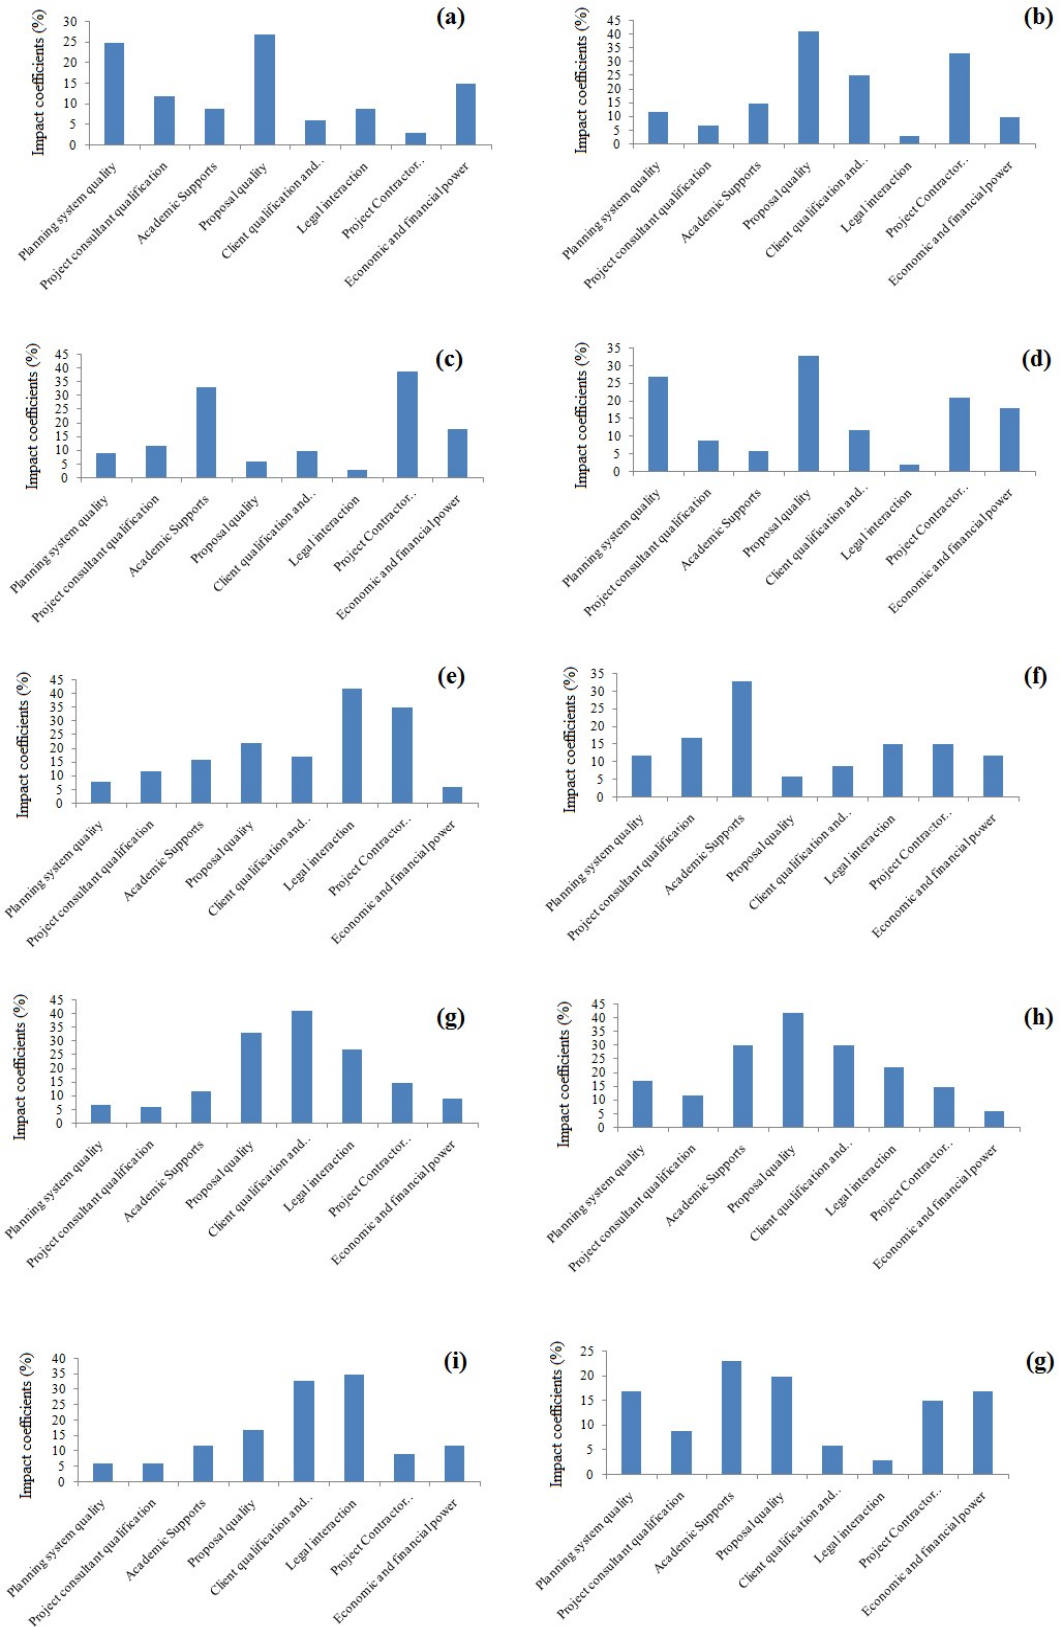 (a)
Impact coefficients (%)
30
25
20
15
10
5
0
Planning system quality
Project consultant qualification
Academic Supports
Proposal quality
Client qualification and..
Legal interaction
Project Contractor..
Economic and financial power
(b)
Impact coefficients (%)
45
40
35
30
25
20
15
10
5
0
Planning system quality
Project consultant qualification
Academic Supports
Proposal quality
Client qualification and..
Legal interaction
Project Contractor..
Economic and financial power
(c)
Impact coefficients (%)
45
40
35
30
25
20
15
10
5
0
Planning system quality
Project consultant qualification
Academic Supports
Proposal quality
Client qualification and..
Legal interaction
Project Contractor..
Economic and financial power
(d)
Impact coefficients (%)
35
30
25
20
15
10
5
0
Planning system quality
Project consultant qualification
Academic Supports
Proposal quality
Client qualification and..
Legal interaction
Project Contractor..
Economic and financial power
(e)
Impact coefficients (%)
45
40
35
30
25
20
15
10
5
0
Planning system quality
Project consultant qualification
Academic Supports
Proposal quality
Client qualification and..
Legal interaction
Project Contractor..
Economic and financial power
(f)
Impact coefficients (%)
35
30
25
20
15
10
5
0
Planning system quality
Project consultant qualification
Academic Supports
Proposal quality
Client qualification and..
Legal interaction
Project Contractor..
Economic and financial power
(g)
Impact coefficients (%)
45
40
35
30
25
20
15
10
5
0
Planning system quality
Project consultant qualification
Academic Supports
Proposal quality
Client qualification and..
Legal interaction
Project Contractor..
Economic and financial power
(h)
Impact coefficients (%)
45
40
35
30
25
20
15
10
5
0
Planning system quality
Project consultant qualification
Academic Supports
Proposal quality
Client qualification and..
Legal interaction
Project Contractor..
Economic and financial power
(i)
Impact coefficients (%)
40
35
30
25
20
15
10
5
0
Planning system quality
Project consultant qualification
Academic Supports
Proposal quality
Client qualification and..
Legal interaction
Project Contractor..
Economic and financial power
(g)
Impact coefficients (%)
25
20
15
10
5
0
Planning system quality
Project consultant qualification
Academic Supports
Proposal quality
Client qualification and..
Legal interaction
Project Contractor..
Economic and financial power